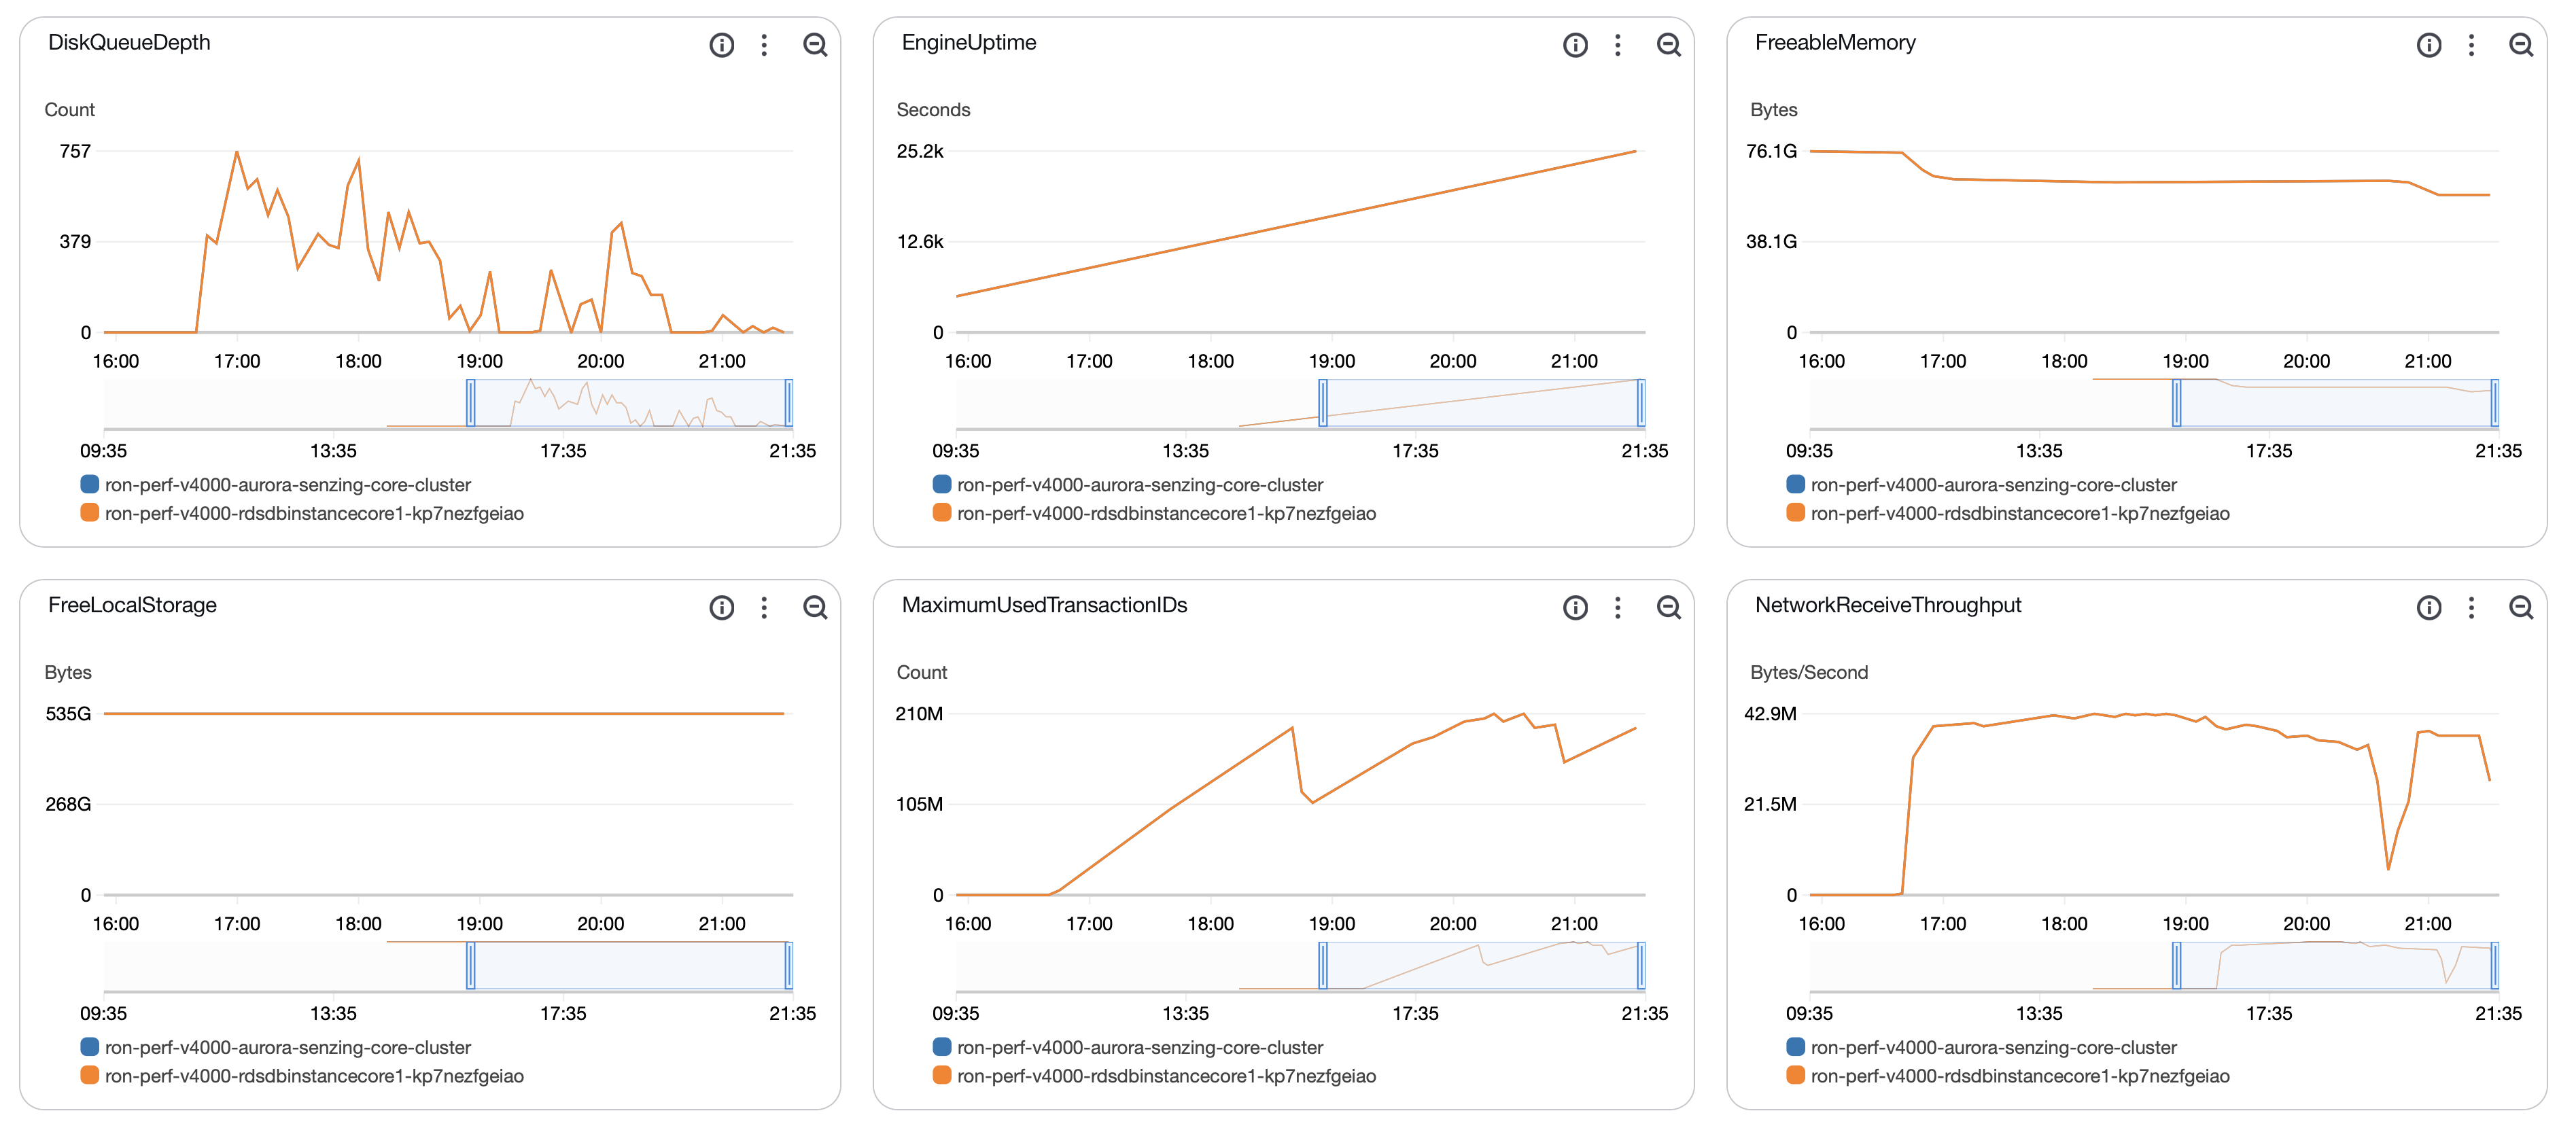 DiskQueueDepth
Count
757
379
0
16:00 17:00 18:00 19:00 20:00 21:00
09:35 13:35 17:35 21:35
ron-perf-v4000-aurora-senzing-core-cluster
ron-perf-v4000-rdsdbinstancecore1-kp7nezfgeiao
EngineUptime
Seconds
25.2k
12.6k
0
16:00 17:00 18:00 19:00 20:00 21:00
09:35 13:35 17:35 21:35
ron-perf-v4000-aurora-senzing-core-cluster
ron-perf-v4000-rdsdbinstancecore1-kp7nezfgeiao
FreeableMemory
Bytes
76.1G
38.1G
0
16:00 17:00 18:00 19:00 20:00 21:00
09:35 13:35 17:35 21:35
ron-perf-v4000-aurora-senzing-core-cluster
ron-perf-v4000-rdsdbinstancecore1-kp7nezfgeiao
FreeLocalStorage
Bytes
535G
268G
0
16:00 17:00 18:00 19:00 20:00 21:00
09:35 13:35 17:35 21:35
ron-perf-v4000-aurora-senzing-core-cluster
ron-perf-v4000-rdsdbinstancecore1-kp7nezfgeiao
MaximumUsedTransactionIDs
Count
210M
105M
0
16:00 17:00 18:00 19:00 20:00 21:00
09:35 13:35 17:35 21:35
ron-perf-v4000-aurora-senzing-core-cluster
ron-perf-v4000-rdsdbinstancecore1-kp7nezfgeiao
NetworkReceiveThroughput
Bytes/Second
42.9M
21.5M
0
16:00 17:00 18:00 19:00 20:00 21:00
09:35 13:35 17:35 21:35
ron-perf-v4000-aurora-senzing-core-cluster
ron-perf-v4000-rdsdbinstancecore1-kp7nezfgeiao